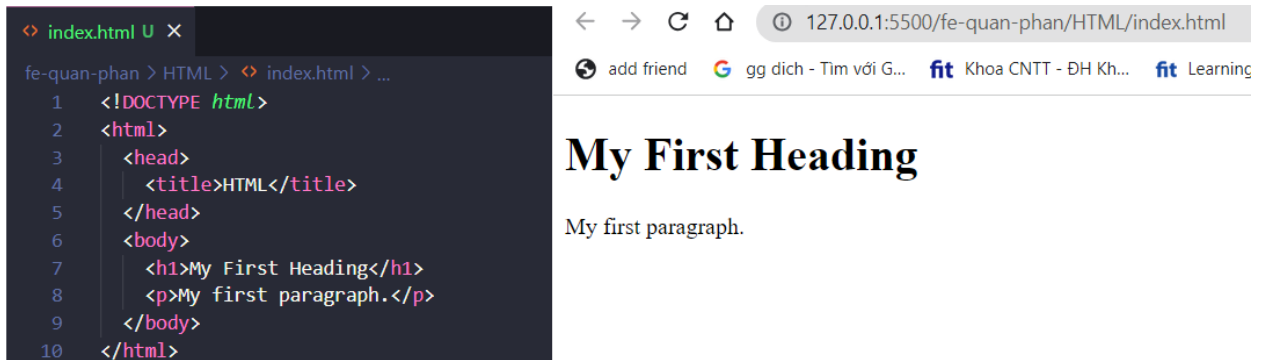 index.html U
fe-quan-phan > HTML > index.html > ...
1 <!DOCTYPE html>
2 <html>
3 <head>
4 <title>HTML</title>
5 </head>
6 <body>
7 <h1>My First Heading</h1>
8 <p>My first paragraph.</p>
9 </body>
10 </html>
127.0.0.1:5500/fe-quan-phan/HTML/index.html
add friend G gg dich - Tìm với G... fit Khoa CNTT - ĐH Kh... fit Learning
My First Heading
My first paragraph.